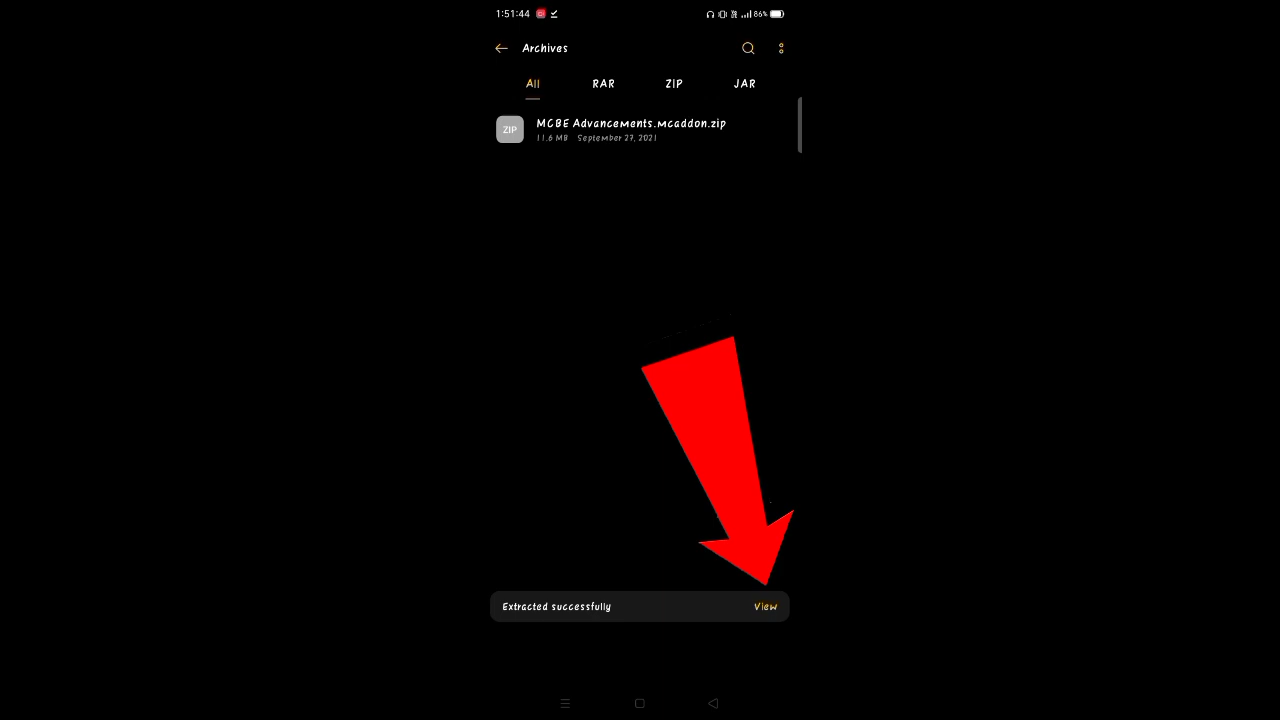 1:51:44 86%
Archives
All RAR ZIP JAR
ZIP MCBE Advancements.mcaddon.zip
11.6 MB September 27, 2021
Extracted successfully View